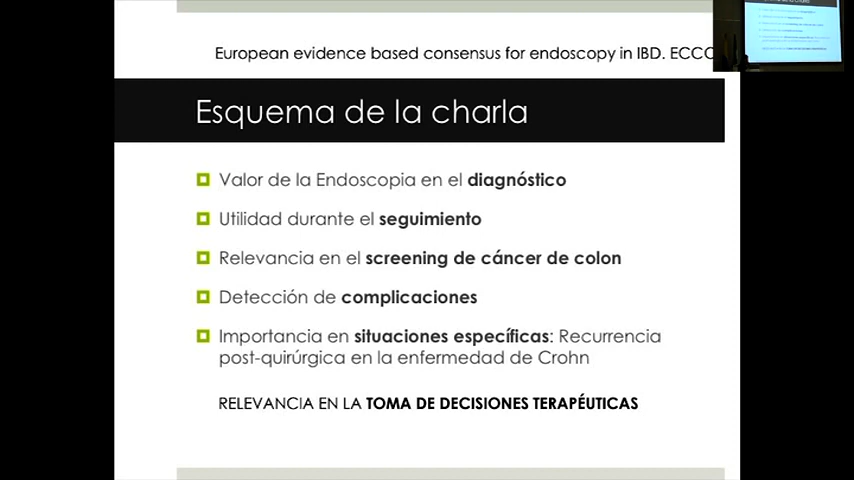 European evidence based consensus for endoscopy in IBD. ECCO
Esquema de la charla
Valor de la Endoscopia en el diagnóstico
Utilidad durante el seguimiento
Relevancia en el screening de cáncer de colon
Detección de complicaciones
Importancia en situaciones específicas: Recurrencia
post-quirúrgica en la enfermedad de Crohn
RELEVANCIA EN LA TOMA DE DECISIONES TERAPÉUTICAS